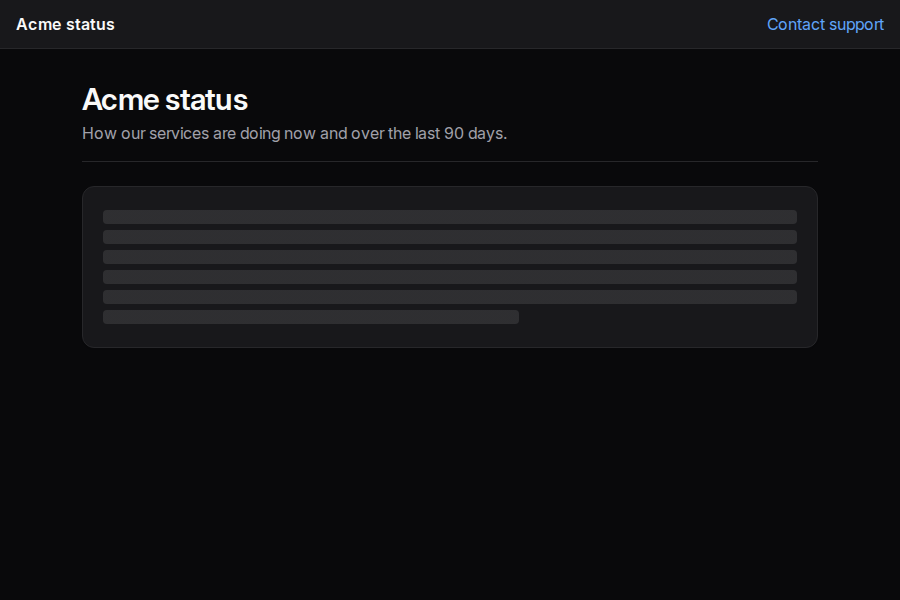 Acme status
Contact support
Acme status
How our services are doing now and over the last 90 days.